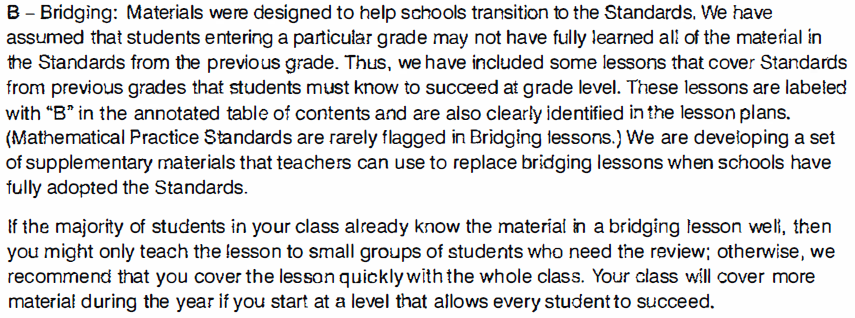 B – Bridging: Materials were designed to help schools transition to the Standards. We have
assumed that students entering a particular grade may not have fully learned all of the material in
the Standards from the previous grade. Thus, we have included some lessons that cover Standards
from previous grades that students must know to succeed at grade level. These lessons are labeled
with “B” in the annotated table of contents and are also clearly identified in the lesson plans.
(Mathematical Practice Standards are rarely flagged in Bridging lessons.) We are developing a set
of supplementary materials that teachers can use to replace bridging lessons when schools have
fully adopted the Standards.
If the majority of students in your class already know the material in a bridging lesson well, then
you might only teach the lesson to small groups of students who need the review; otherwise, we
recommend that you cover the lesson quickly with the whole class. Your class will cover more
material during the year if you start at a level that allows every student to succeed.